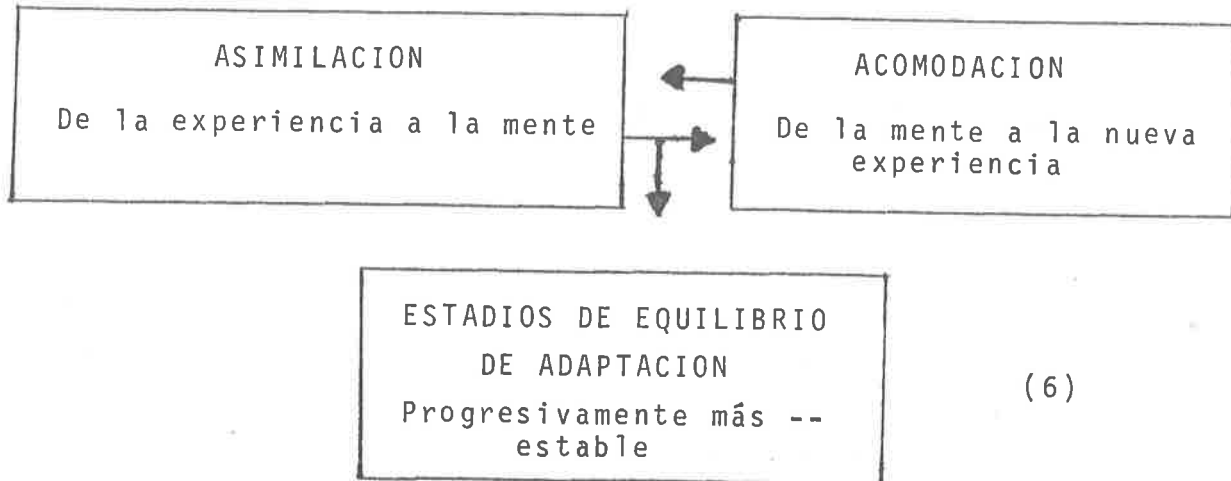 ASIMILACION
De la experiencia a la mente
ACOMODACION
De la mente a la nueva
experiencia
ESTADIOS DE EQUILIBRIO
DE ADAPTACION
Progresivamente más --
estable
(6)